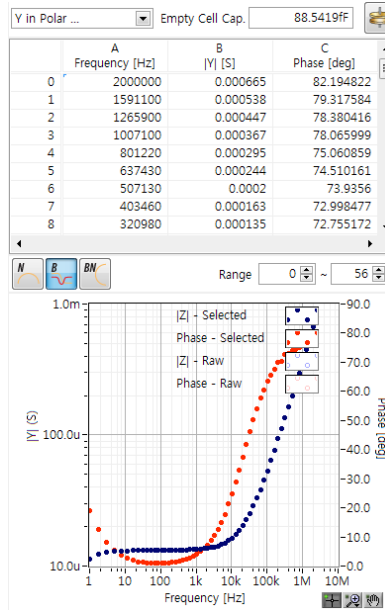 Y in Polar ... Empty Cell Cap. 88.5419fF
A B C
Frequency [Hz] |Y| [S] Phase [deg]
0 2000000 0.000665 82.194822
1 1591100 0.000538 79.317584
2 1265900 0.000447 78.380416
3 1007100 0.000367 78.065999
4 801220 0.000295 75.060859
5 637430 0.000244 74.510161
6 507130 0.0002 73.9356
7 403460 0.000163 72.998477
8 320980 0.000135 72.755172
N B BN Range 0 ~ 56
1.0m -90.0
|Z| - Selected
Phase - Selected -80.0
|Z| - Raw -70.0
Phase - Raw
-60.0
|Y| (S) 100.0u -50.0 Phase [deg]
-40.0
-30.0
-20.0
-10.0
10.0u -0.0
1 10 100 1k 10k 100k 1M 10M
Frequency [Hz]